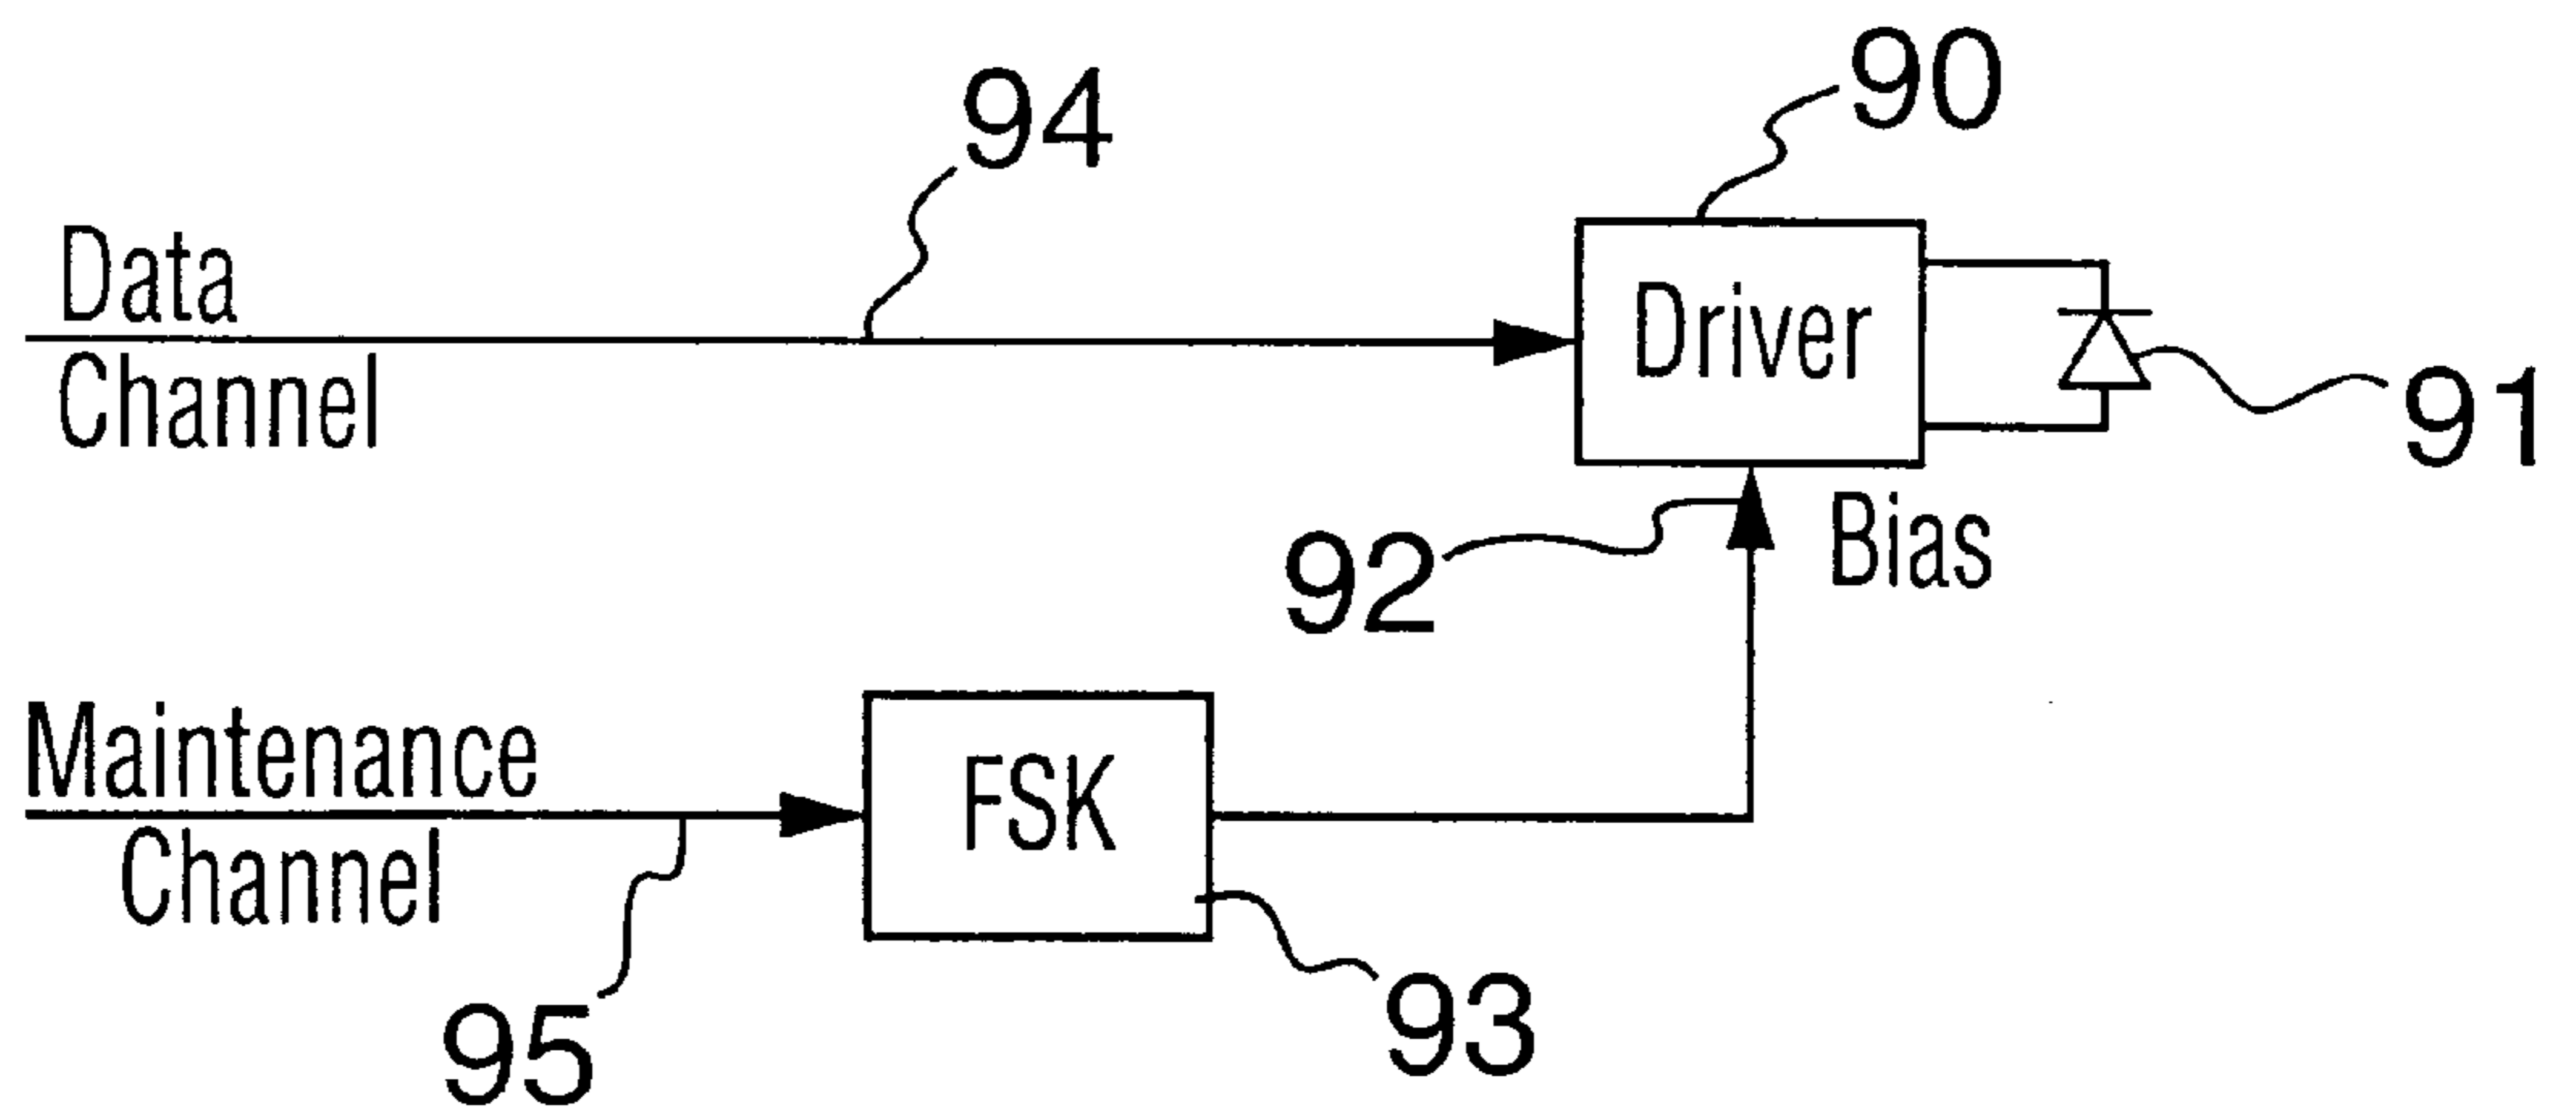 94
90
Data
Channel
Driver
91
92
Bias
Maintenance
Channel
FSK
93
95